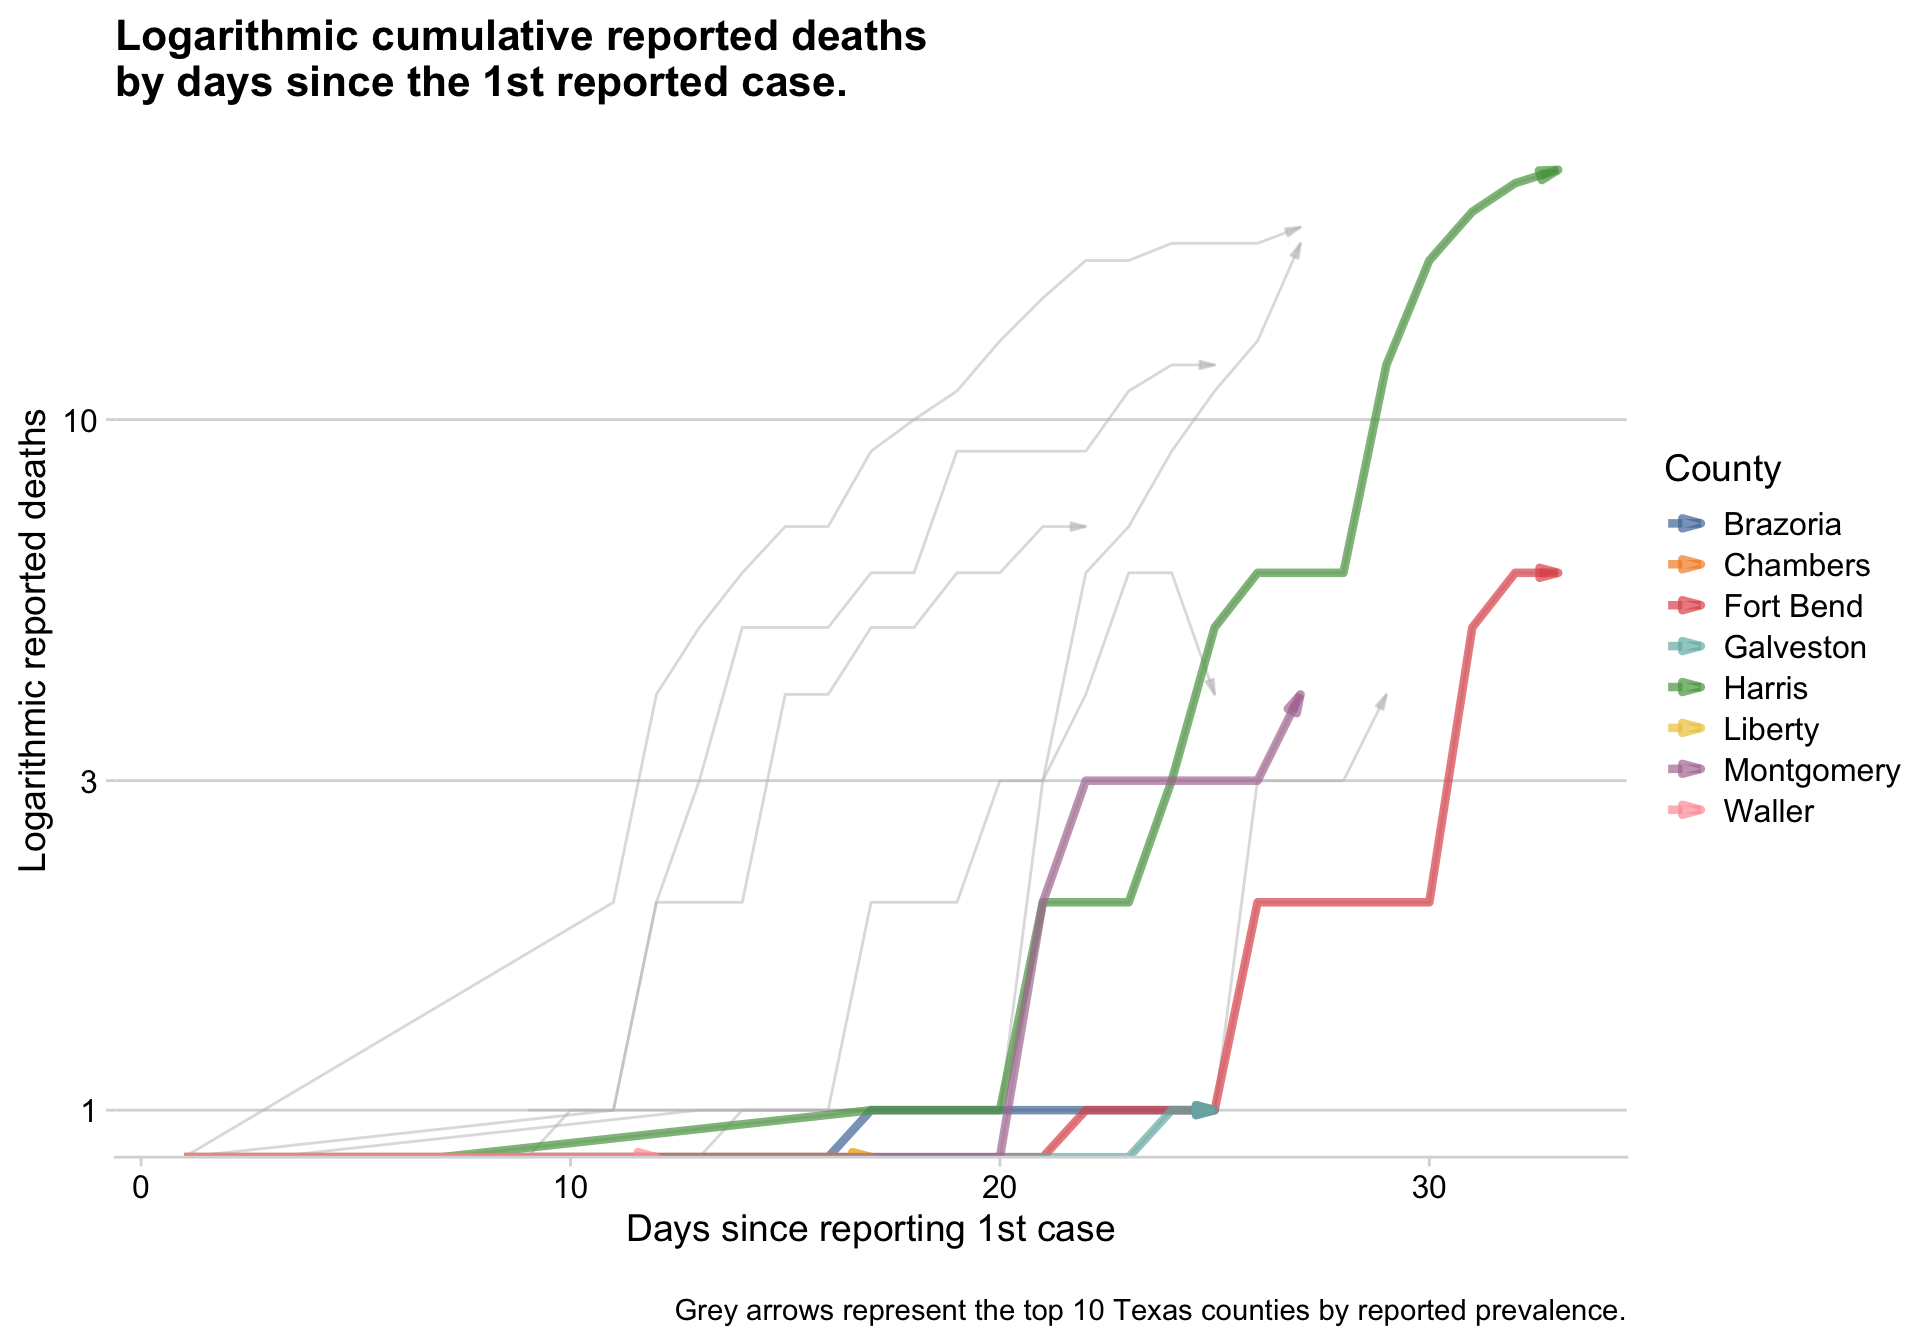 Logarithmic cumulative reported deaths
by days since the 1st reported case.
Logarithmic reported deaths
10
3
1
0
10
20
30
Days since reporting 1st case
County
Brazoria
Chambers
Fort Bend
Galveston
Harris
Liberty
Montgomery
Waller
Grey arrows represent the top 10 Texas counties by reported prevalence.